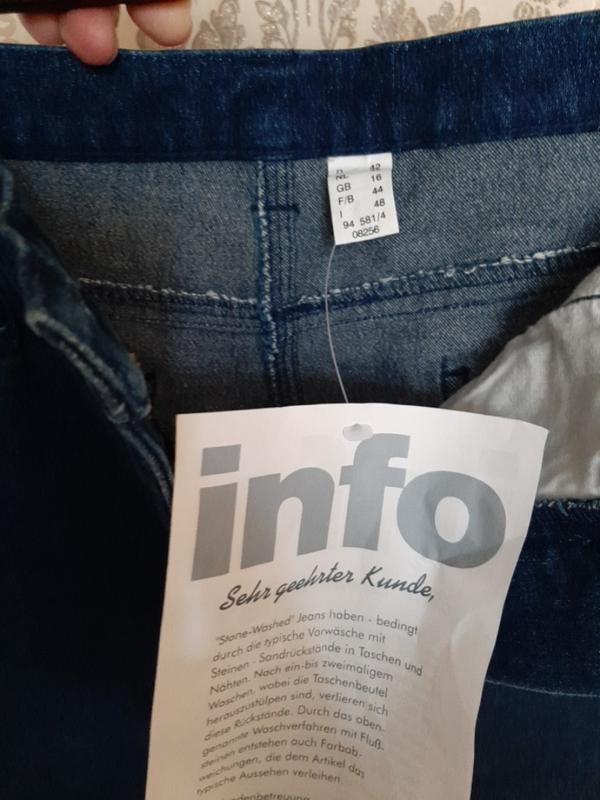 NL 42
GB 16
F/B 44
I 48
94 581/4
08256
info
Sehr geehrter Kunde,
"Stone-Washed" Jeans haben - bedingt
durch die typische Vorwäsche mit
Steinen - Sandrückstände in Taschen und
Nähten. Nach ein-bis zweimaligem
Waschen, wobei die Taschenbeutel
herauszustülpen sind, verlieren sich
diese Rückstände. Durch das oben
genannte Waschverfahren mit Fluß-
steinen entstehen auch Farbab-
weichungen, die dem Artikel das
typische Aussehen verleihen.